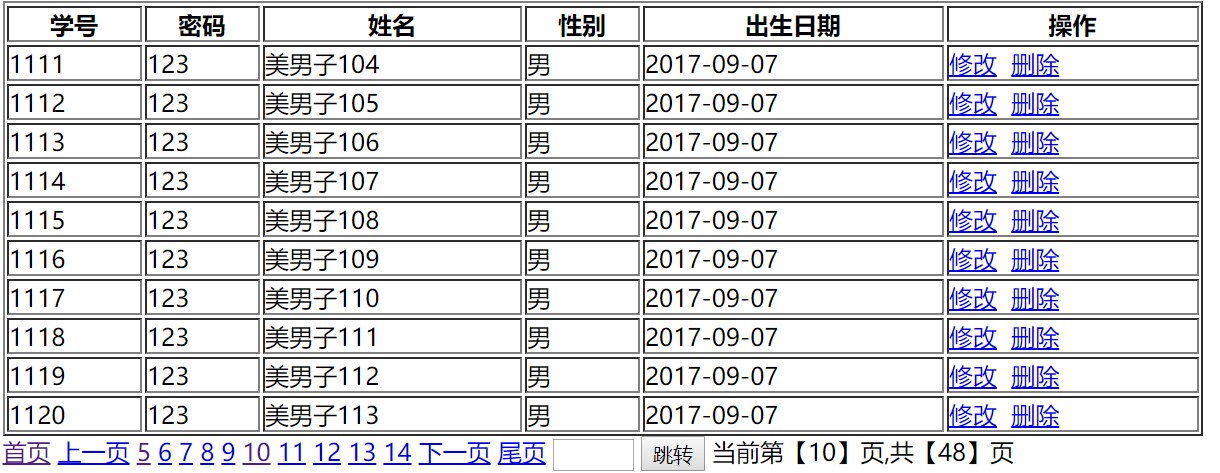 学号 密码 姓名 性别 出生日期 操作
1111 123 美男子104 男 2017-09-07 修改 删除
1112 123 美男子105 男 2017-09-07 修改 删除
1113 123 美男子106 男 2017-09-07 修改 删除
1114 123 美男子107 男 2017-09-07 修改 删除
1115 123 美男子108 男 2017-09-07 修改 删除
1116 123 美男子109 男 2017-09-07 修改 删除
1117 123 美男子110 男 2017-09-07 修改 删除
1118 123 美男子111 男 2017-09-07 修改 删除
1119 123 美男子112 男 2017-09-07 修改 删除
1120 123 美男子113 男 2017-09-07 修改 删除
首页 上一页 5 6 7 8 9 10 11 12 13 14 下一页 尾页 跳转 当前第【10】页,共【48】页